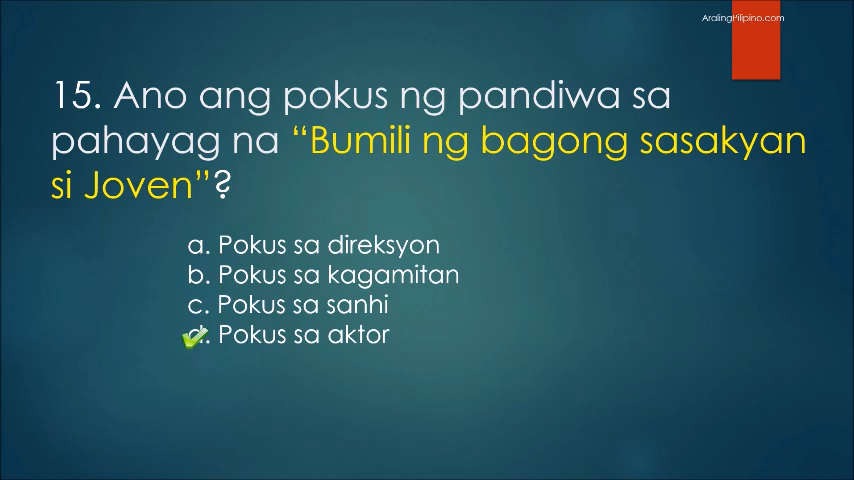 AralingPilipino.com
15. Ano ang pokus ng pandiwa sa
pahayag na “Bumili ng bagong sasakyan
si Joven”?
a. Pokus sa direksyon
b. Pokus sa kagamitan
c. Pokus sa sanhi
d. Pokus sa aktor